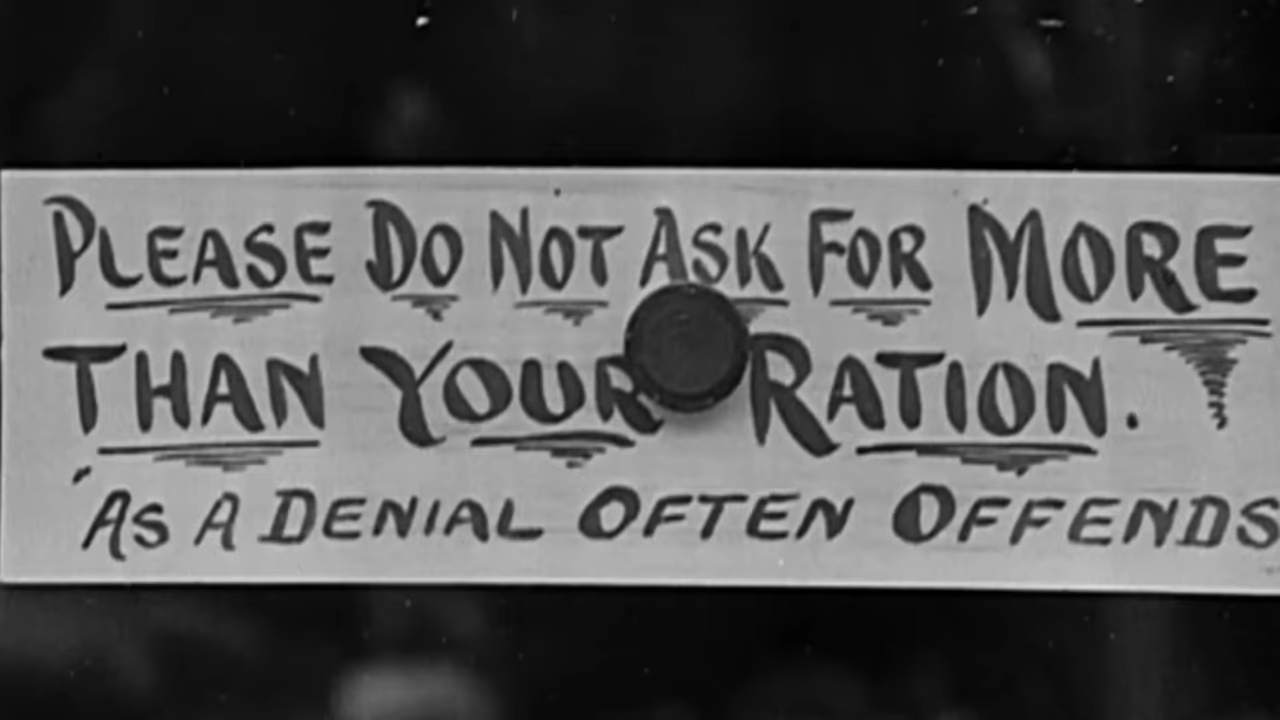 PLEASE DO NOT ASK FOR MORE
THAN YOUR RATION.
'AS A DENIAL OFTEN OFFENDS